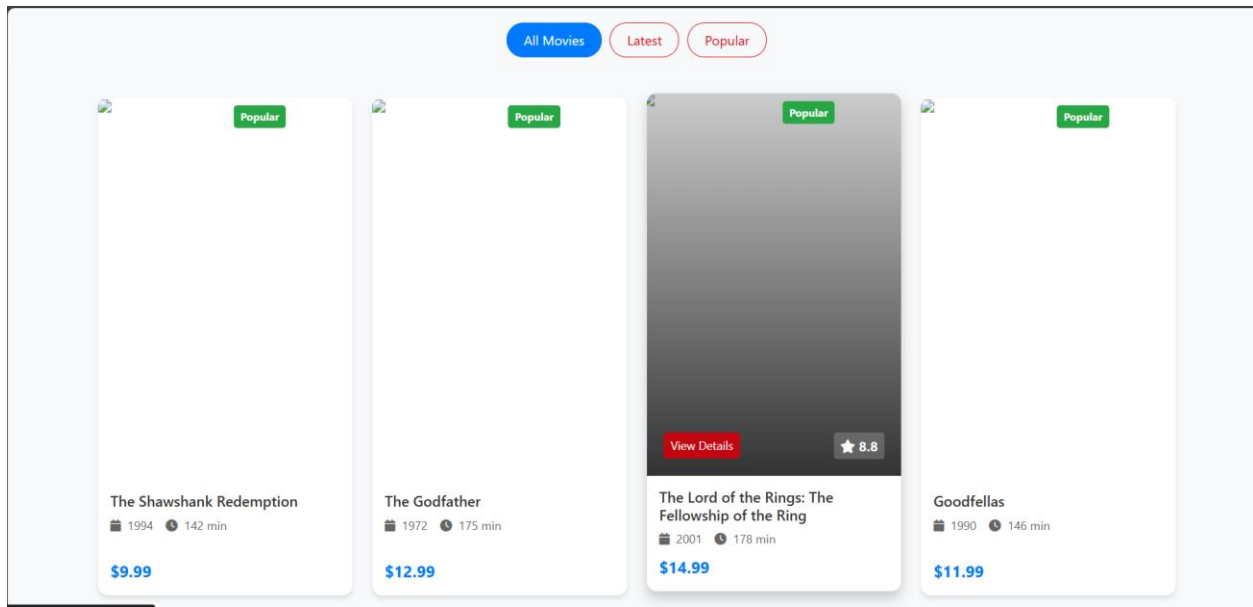 All Movies Latest Popular
Popular
Popular
Popular
Popular
View Details 8.8
The Shawshank Redemption
1994 142 min
$9.99
The Godfather
1972 175 min
$12.99
The Lord of the Rings: The
Fellowship of the Ring
2001 178 min
$14.99
Goodfellas
1990 146 min
$11.99